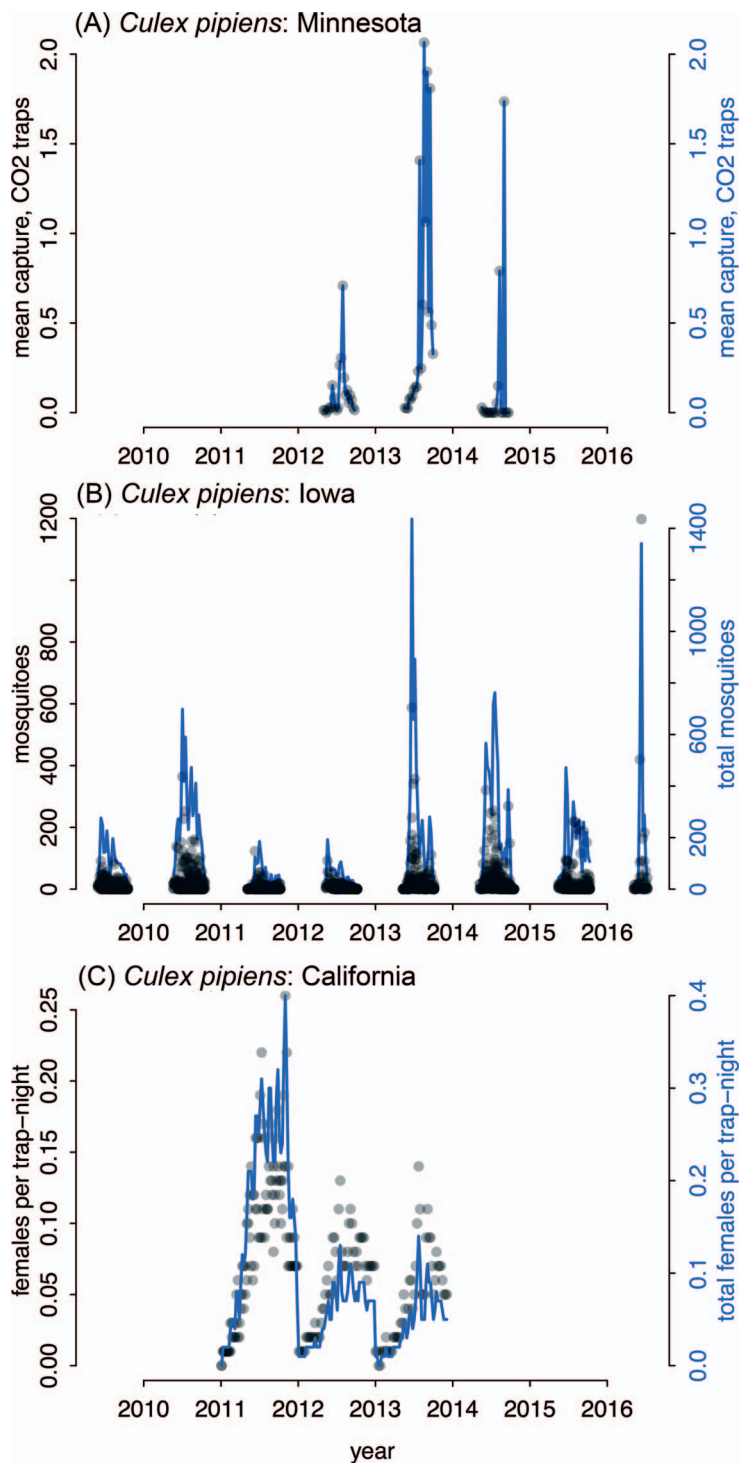 (A) Culex pipiens: Minnesota
mean capture, CO2 traps
0.0 0.5 1.0 1.5 2.0
0.0 0.5 1.0 1.5 2.0
mean capture, CO2 traps
2010 2011 2012 2013 2014 2015 2016
(B) Culex pipiens: Iowa
mosquitoes
0 200 400 600 800 1200
0 200 600 1000 1400
total mosquitoes
2010 2011 2012 2013 2014 2015 2016
(C) Culex pipiens: California
females per trap−night
0.00 0.05 0.10 0.15 0.20 0.25
0.0 0.1 0.2 0.3 0.4
total females per trap−night
2010 2011 2012 2013 2014 2015 2016
year